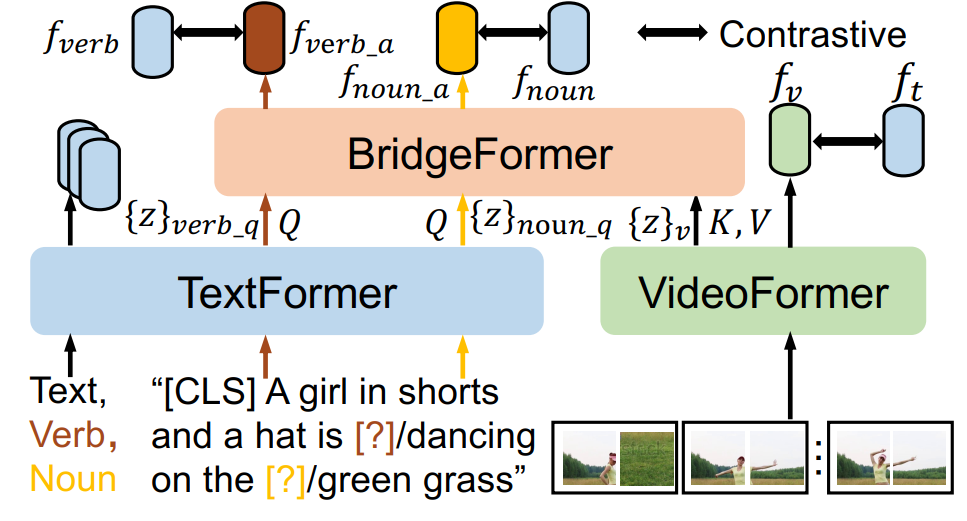 f_verb
f_verb_a
f_noun_a
f_noun
Contrastive
f_v
f_t
BridgeFormer
{z}_verb_q
Q
Q
{z}_noun_q
{z}_v
K, V
TextFormer
VideoFormer
Text,
Verb,
Noun
“[CLS] A girl in shorts
and a hat is [?]/dancing
on the [?]/green grass”